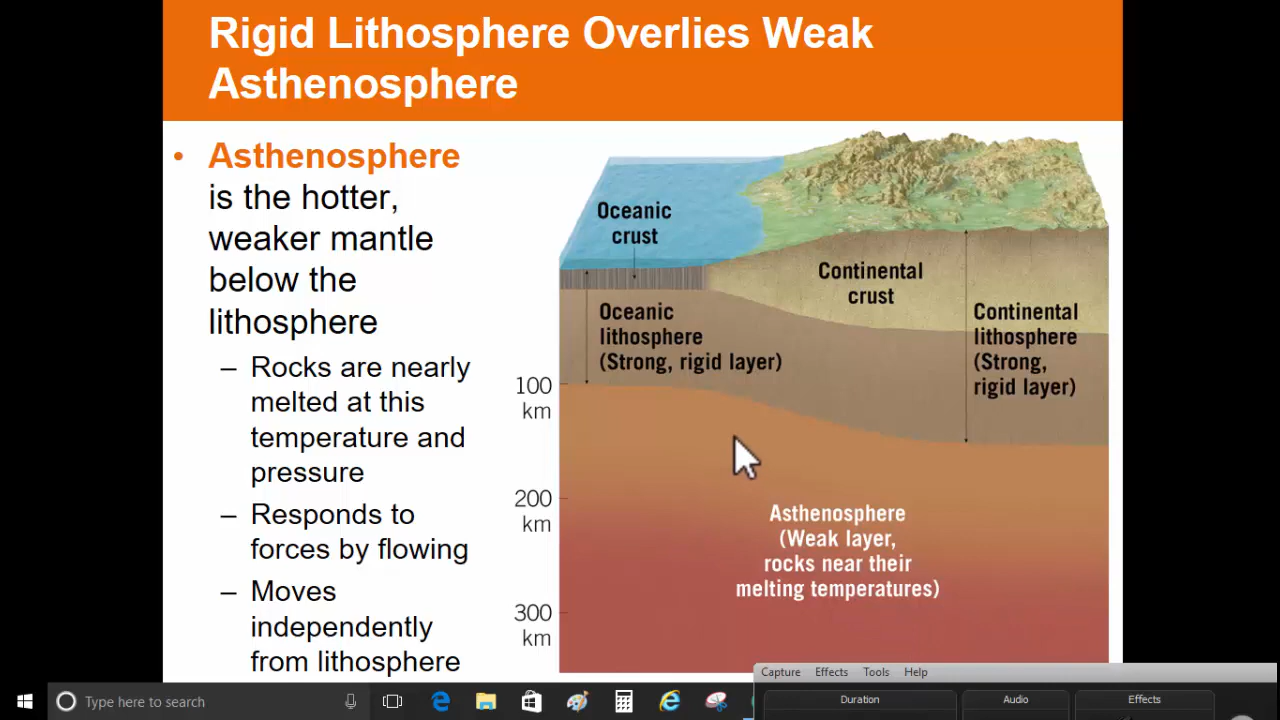 Rigid Lithosphere Overlies Weak
Asthenosphere
• Asthenosphere
is the hotter,
weaker mantle
below the
lithosphere
– Rocks are nearly
melted at this
temperature and
pressure
– Responds to
forces by flowing
– Moves
independently
from lithosphere
Oceanic
crust
Continental
crust
Oceanic
lithosphere
(Strong, rigid layer)
Continental
lithosphere
(Strong,
rigid layer)
100
km
200
km
300
km
Asthenosphere
(Weak layer,
rocks near their
melting temperatures)
Capture Effects Tools Help
Duration Audio Effects
Type here to search